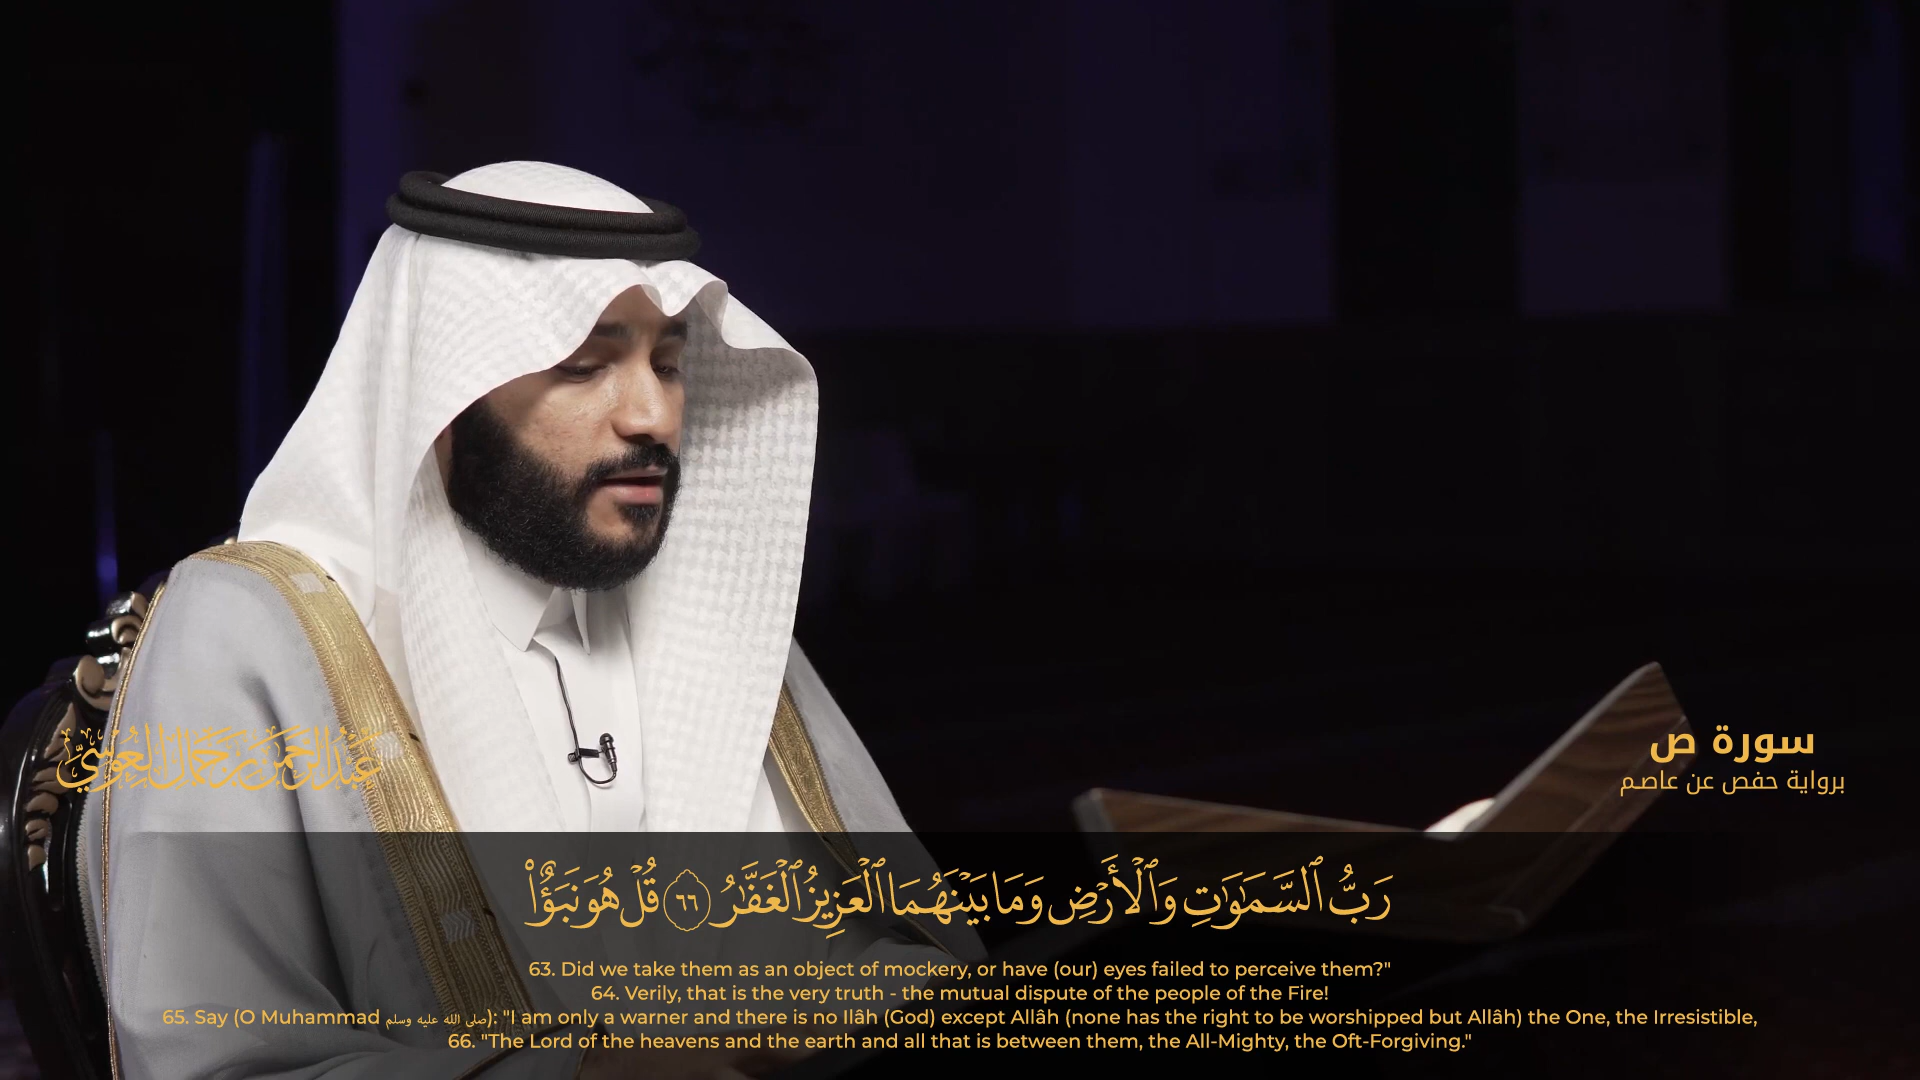 عبد الرحمن بن جمال العوسي
سورة ص
برواية حفص عن عاصم
رَبُّ ٱلسَّمَٰوَٰتِ وَٱلْأَرْضِ وَمَا بَيْنَهُمَا ٱلْعَزِيزُ ٱلْغَفَّٰرُ ٦٦ قُلْ هُوَ نَبَؤٌا۟
63. Did we take them as an object of mockery, or have (our) eyes failed to perceive them?"
64. Verily, that is the very truth - the mutual dispute of the people of the Fire!
65. Say (O Muhammad صلى الله عليه وسلم): "I am only a warner and there is no Ilâh (God) except Allâh (none has the right to be worshipped but Allâh) the One, the Irresistible,
66. "The Lord of the heavens and the earth and all that is between them, the All-Mighty, the Oft-Forgiving."